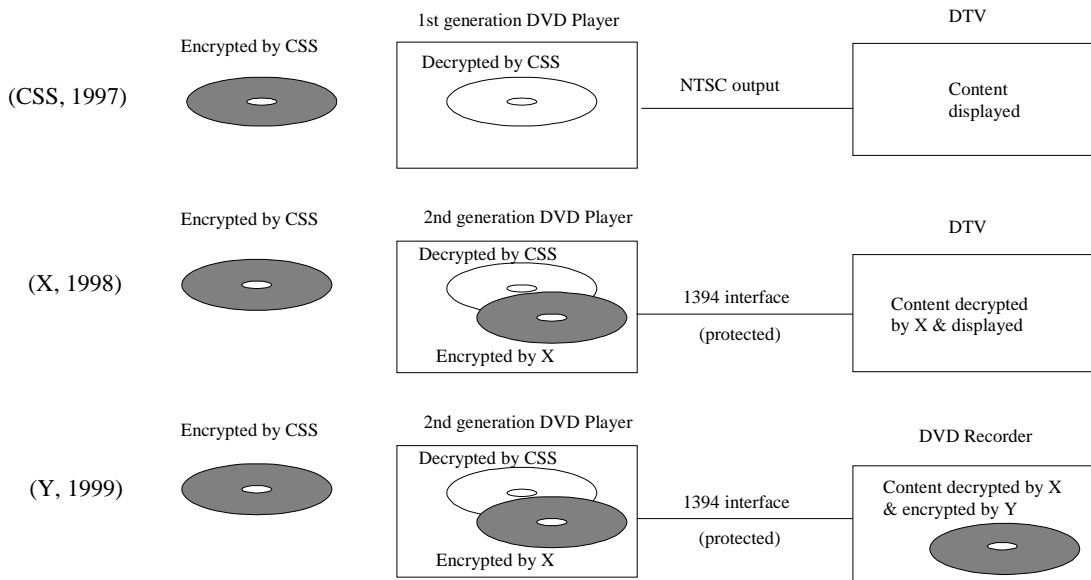 1st generation DVD Player
DTV
Encrypted by CSS
Decrypted by CSS
(CSS, 1997)
NTSC output
Content
displayed
Encrypted by CSS
2nd generation DVD Player
DTV
Decrypted by CSS
(X, 1998)
1394 interface
(protected)
Content decrypted
by X & displayed
Encrypted by X
Encrypted by CSS
2nd generation DVD Player
DVD Recorder
Decrypted by CSS
(Y, 1999)
1394 interface
(protected)
Content decrypted by X
& encrypted by Y
Encrypted by X